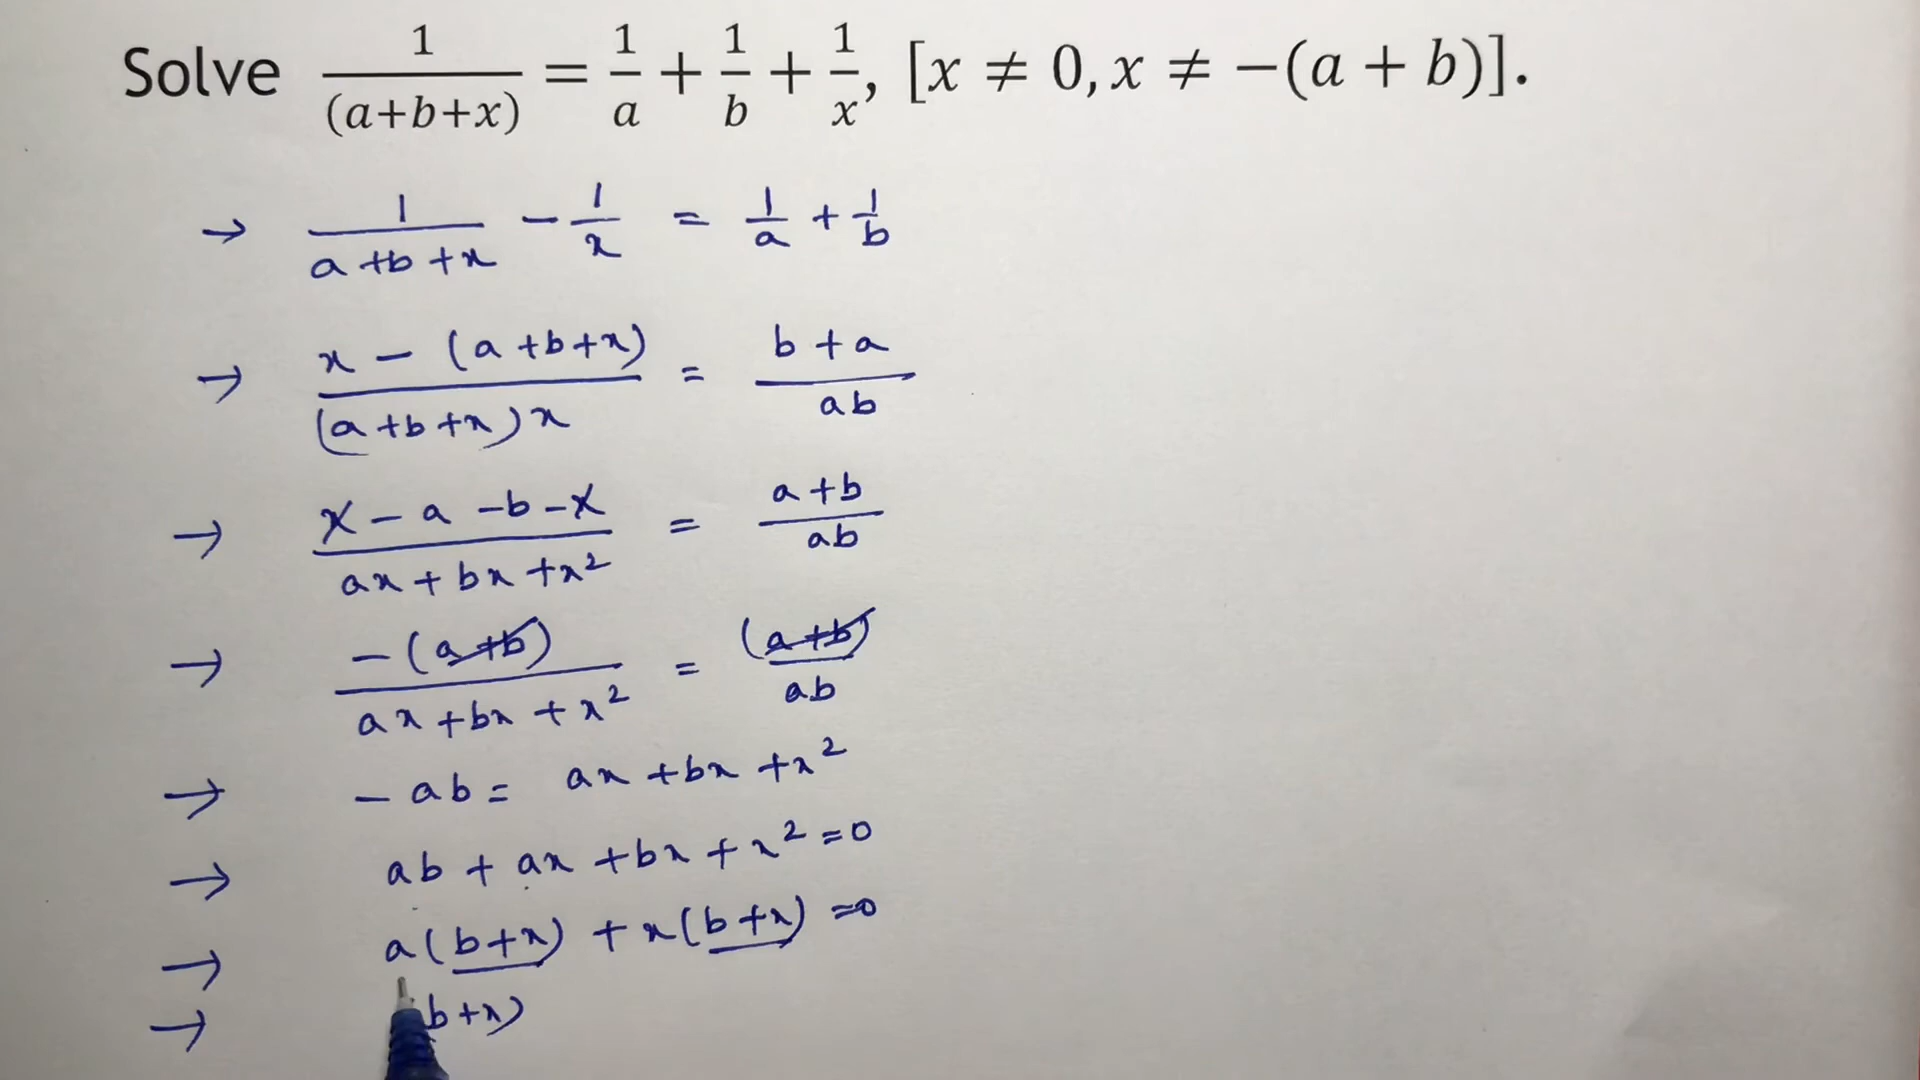 Solve 1/(a+b+x) = 1/a + 1/b + 1/x, [x ≠ 0, x ≠ −(a + b)].
→ 1/(a+b+x) − 1/x = 1/a + 1/b
→ (x − (a+b+x))/((a+b+x)x) = (b+a)/(ab)
→ (x − a − b − x)/(ax + bx + x²) = (a+b)/(ab)
→ −(a+b)/(ax + bx + x²) = (a+b)/(ab)
→ −ab = ax + bx + x²
→ ab + ax + bx + x² = 0
→ a(b+x) + x(b+x) = 0
→ b+x)